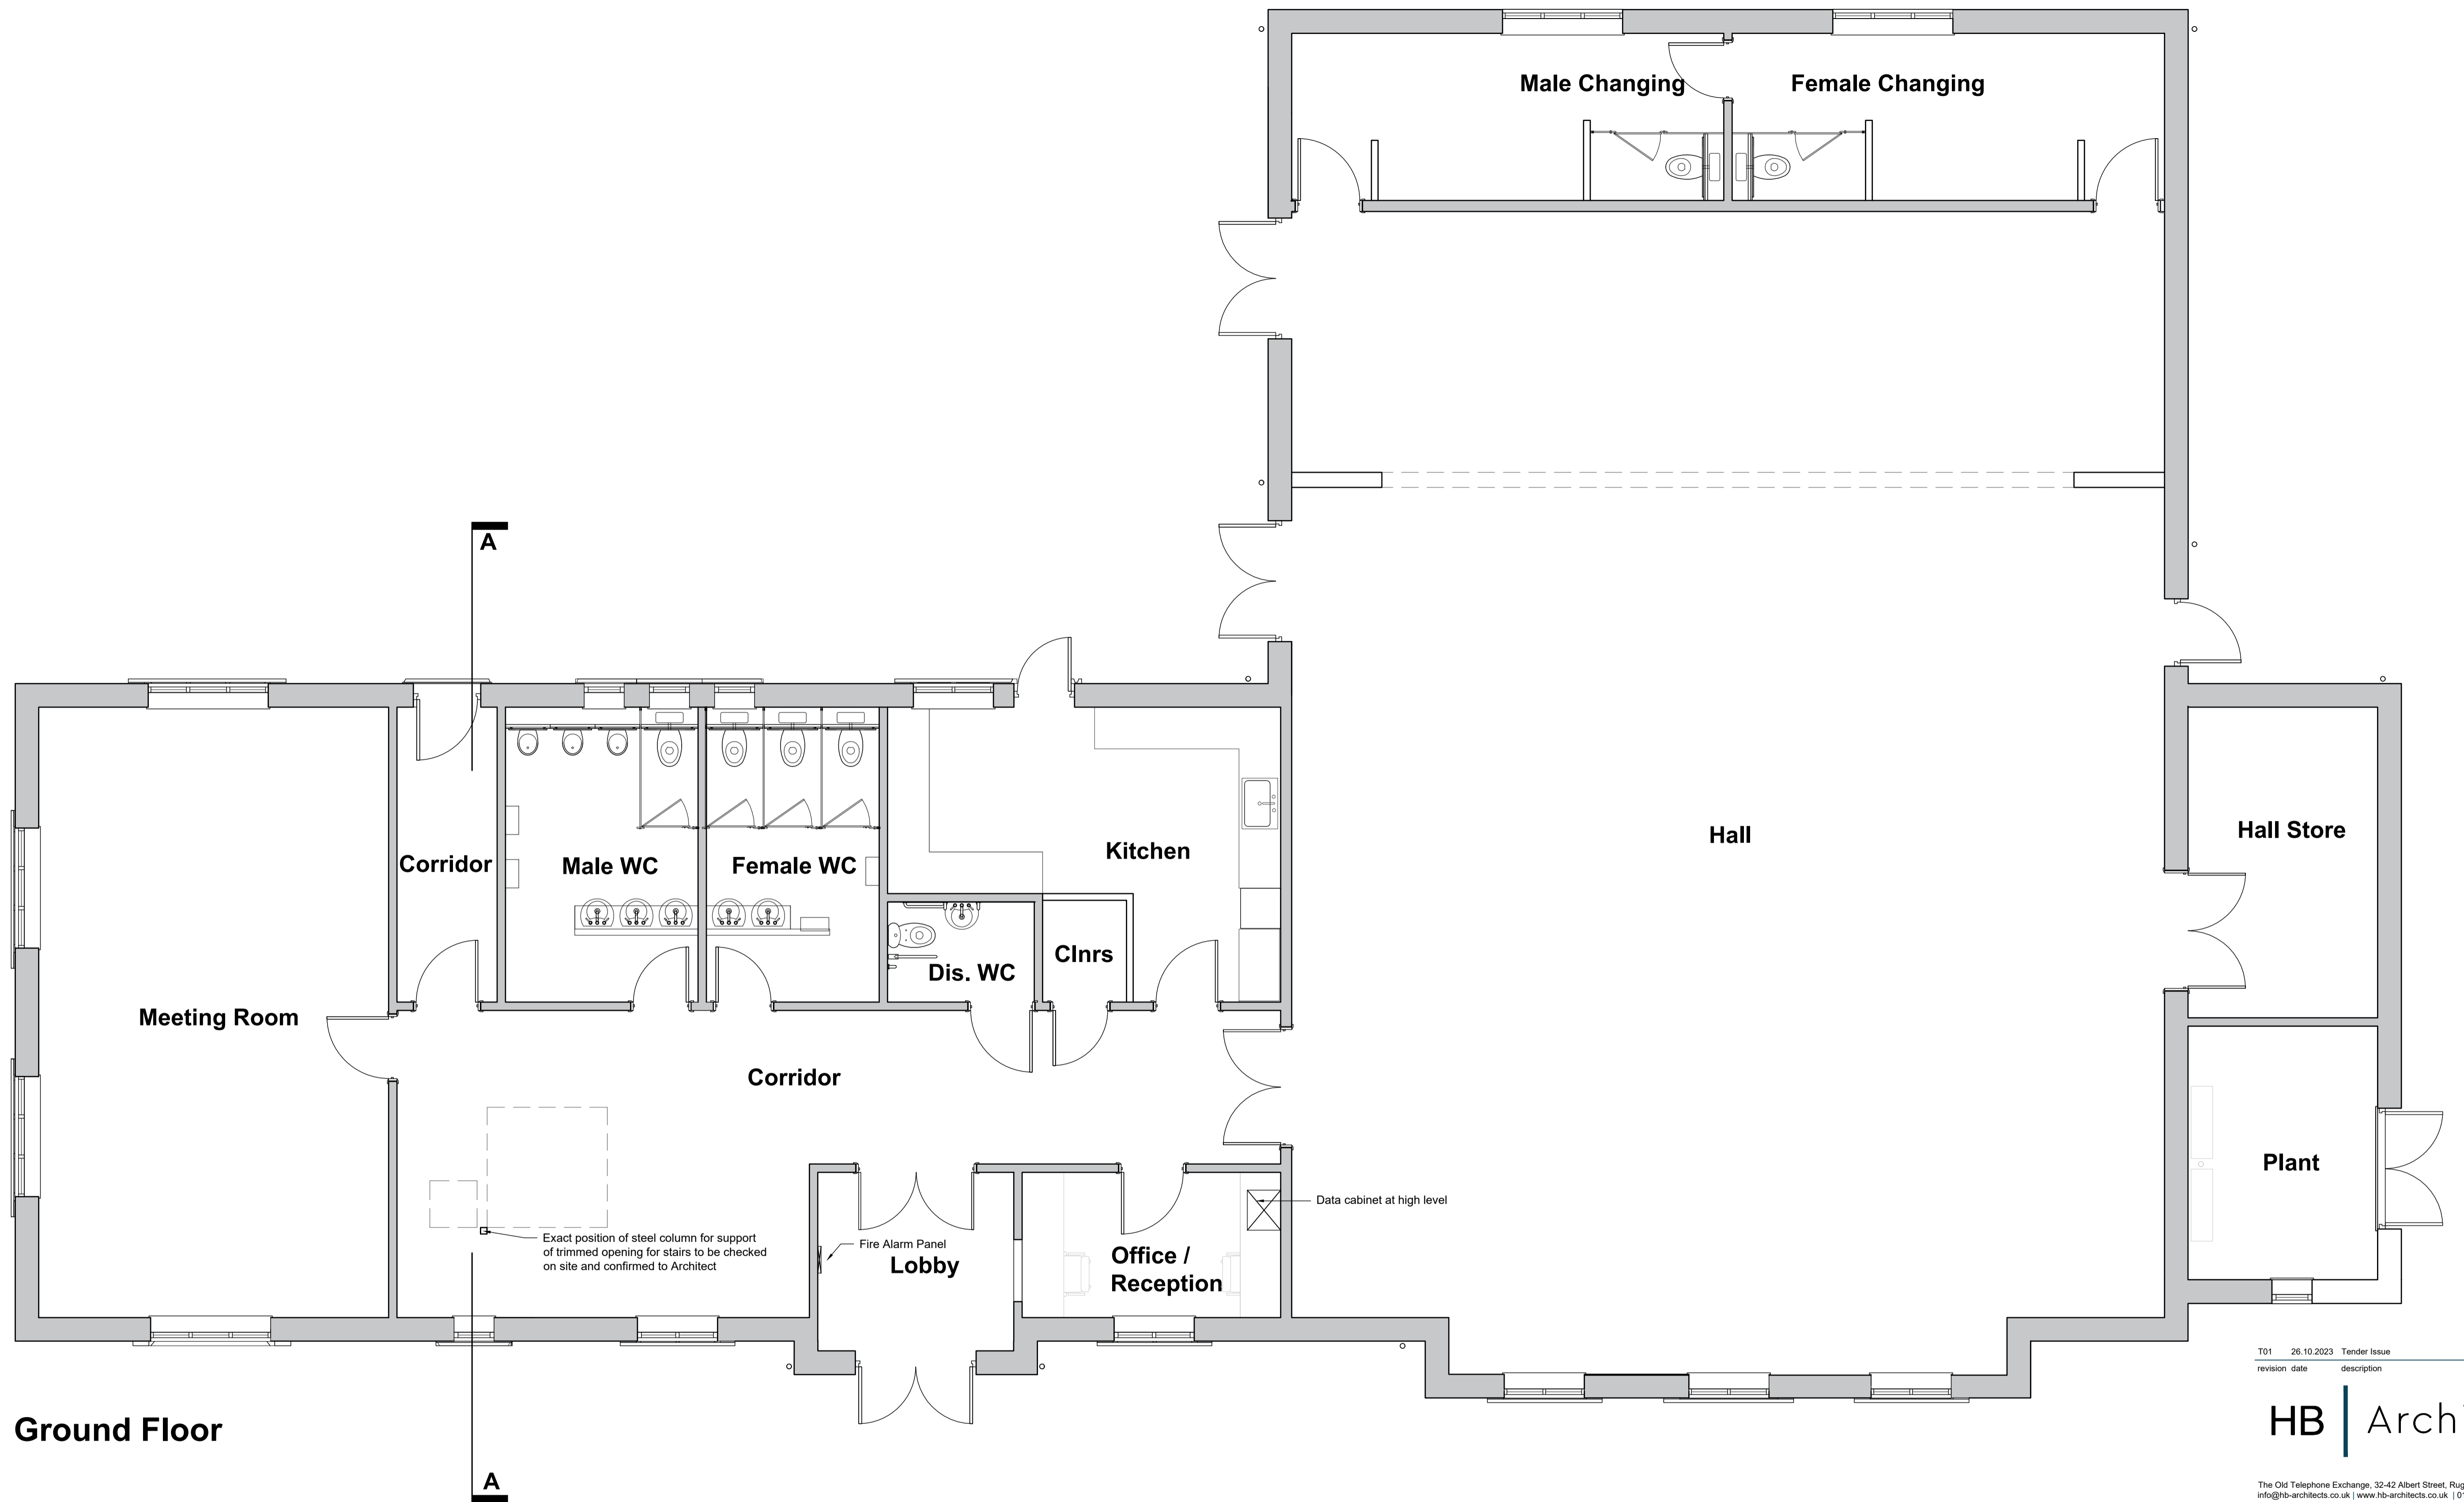 Male Changing
Female Changing
A
Hall
Hall Store
Kitchen
Corridor
Male WC
Female WC
Clnrs
Dis. WC
Meeting Room
Corridor
Plant
Data cabinet at high level
Exact position of steel column for support
of trimmed opening for stairs to be checked
on site and confirmed to Architect
Fire Alarm Panel
Lobby
Office /
Reception
T01 26.10.2023 Tender Issue
revision date description
Ground Floor
HB Arch
A
The Old Telephone Exchange, 32-42 Albert Street,
info@hb-architects.co.uk | www.hb-architects.co.uk |